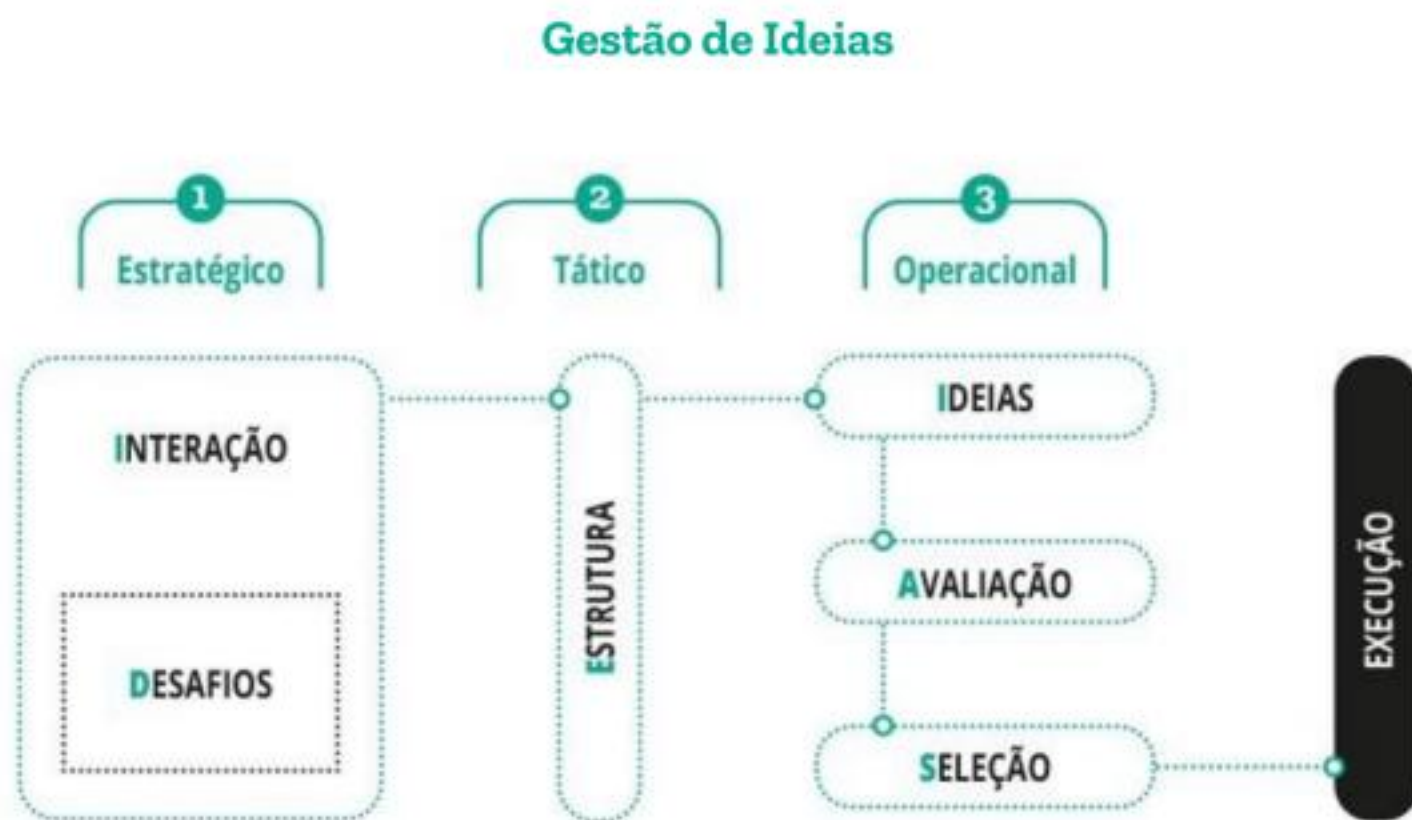 Gestão de Ideias
1
Estratégico
2
Tático
3
Operacional
INTERAÇÃO
DESAFIOS
ESTRUTURA
IDEIAS
AVALIAÇÃO
SELEÇÃO
EXECUÇÃO